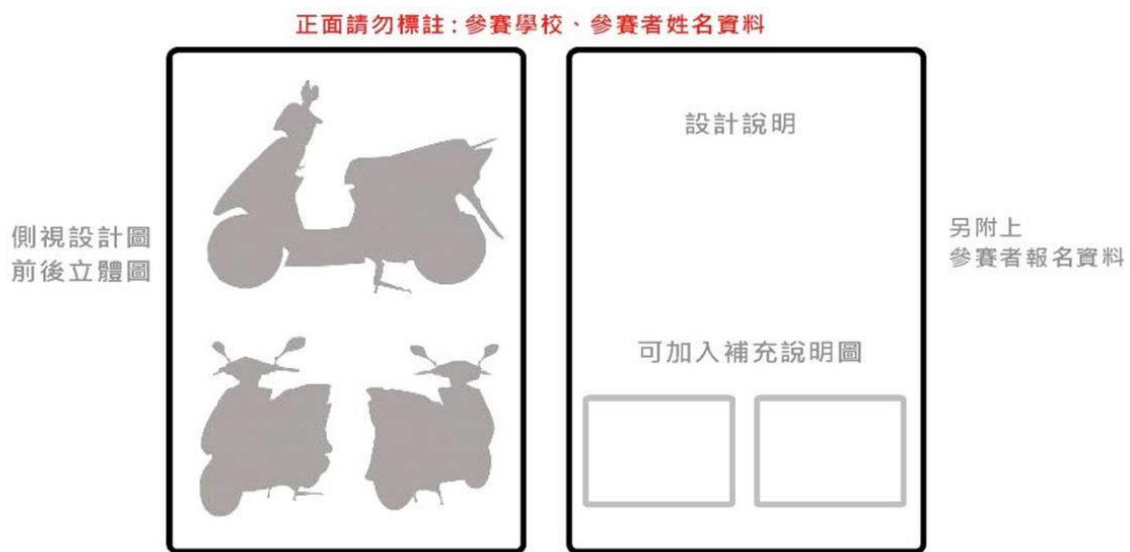 正面請勿標註:參賽學校、參賽者姓名資料
側視設計圖
前後立體圖
設計說明
可加入補充說明圖
另附上
參賽者報名資料